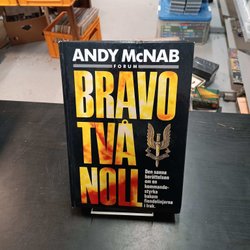 ANDY McNAB
FORUM
BRAVO
TVÅ
NOLL
Den sanna
berättelsen
om en
kommando-
styrka
bakom
fiendelinjerna
i Irak.